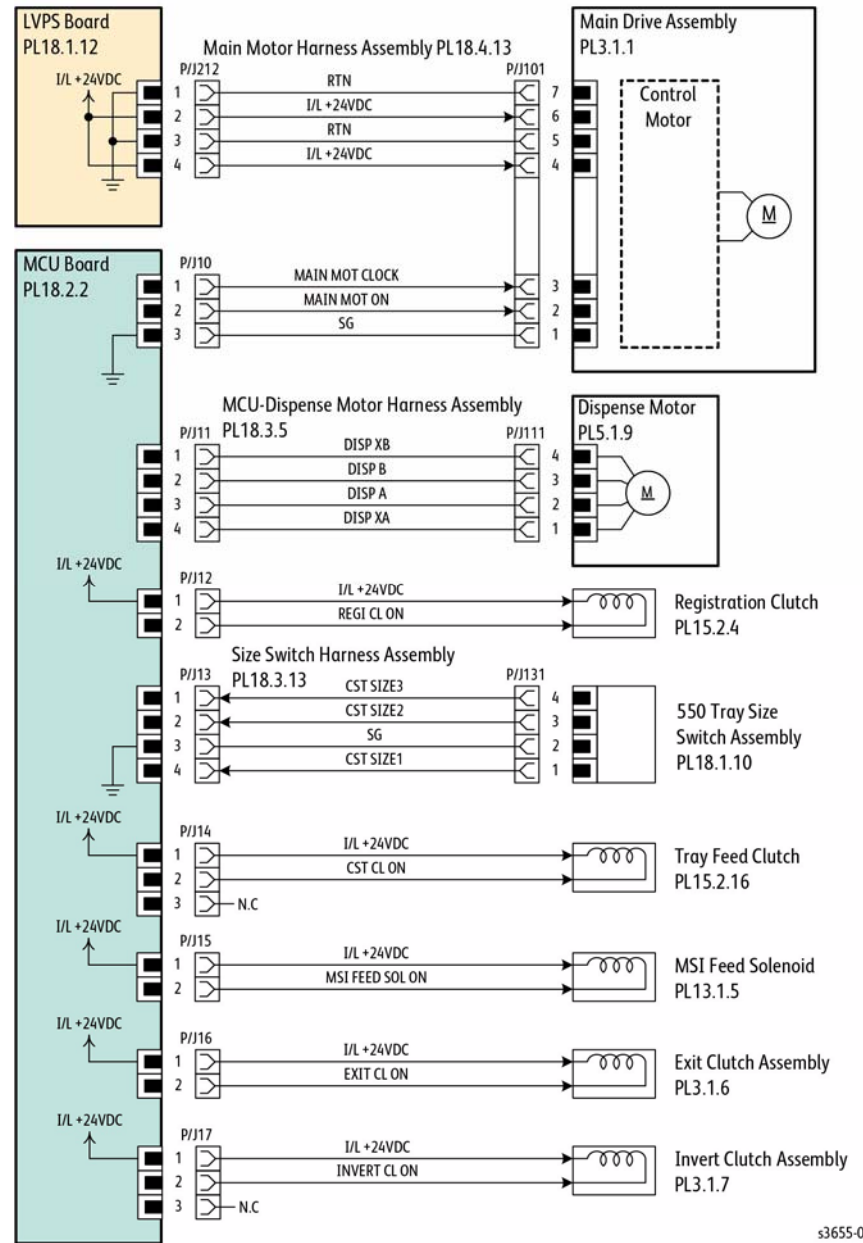 LVPS Board
PL18.1.12
I/L +24VDC
Main Motor Harness Assembly PL18.4.13
P/J212
P/J101
Main Drive Assembly
PL3.1.1
Control
Motor
M
1 RTN 7
2 I/L +24VDC 6
3 RTN 5
4 I/L +24VDC 4
MCU Board
PL18.2.2
P/J10
1 MAIN MOT CLOCK 3
2 MAIN MOT ON 2
3 SG 1
MCU-Dispense Motor Harness Assembly
PL18.3.5
P/J11
P/J111
Dispense Motor
PL5.1.9
M
1 DISP XB 4
2 DISP B 3
3 DISP A 2
4 DISP XA 1
I/L +24VDC
P/J12
1 I/L +24VDC
2 REGI CL ON
Registration Clutch
PL15.2.4
Size Switch Harness Assembly
PL18.3.13
P/J13
P/J131
1 CST SIZE3 4
2 CST SIZE2 3
3 SG 2
4 CST SIZE1 1
550 Tray Size
Switch Assembly
PL18.1.10
I/L +24VDC
P/J14
1 I/L +24VDC
2 CST CL ON
3 N.C
Tray Feed Clutch
PL15.2.16
I/L +24VDC
P/J15
1 I/L +24VDC
2 MSI FEED SOL ON
MSI Feed Solenoid
PL13.1.5
I/L +24VDC
P/J16
1 I/L +24VDC
2 EXIT CL ON
Exit Clutch Assembly
PL3.1.6
I/L +24VDC
P/J17
1 I/L +24VDC
2 INVERT CL ON
3 N.C
Invert Clutch Assembly
PL3.1.7